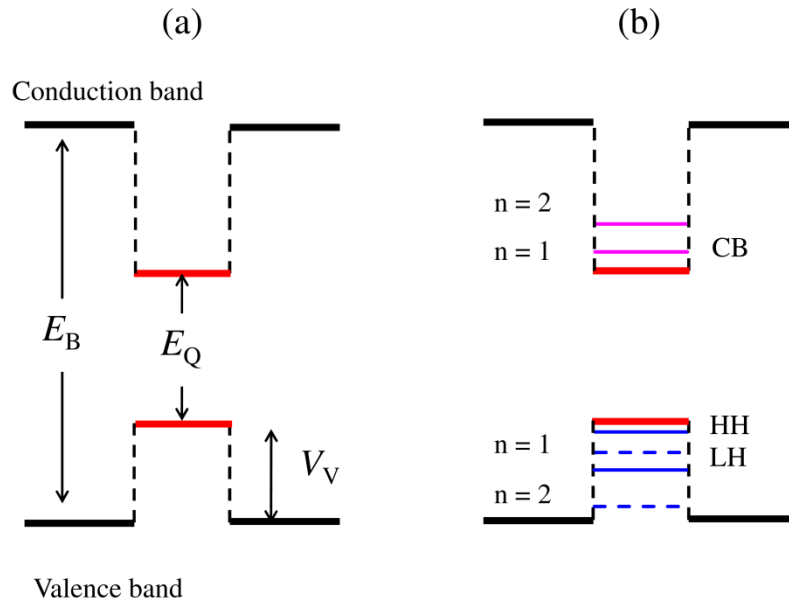 (a)
Conduction band
E_B
E_Q
V_V
Valence band
(b)
n = 2
n = 1
CB
HH
n = 1
LH
n = 2